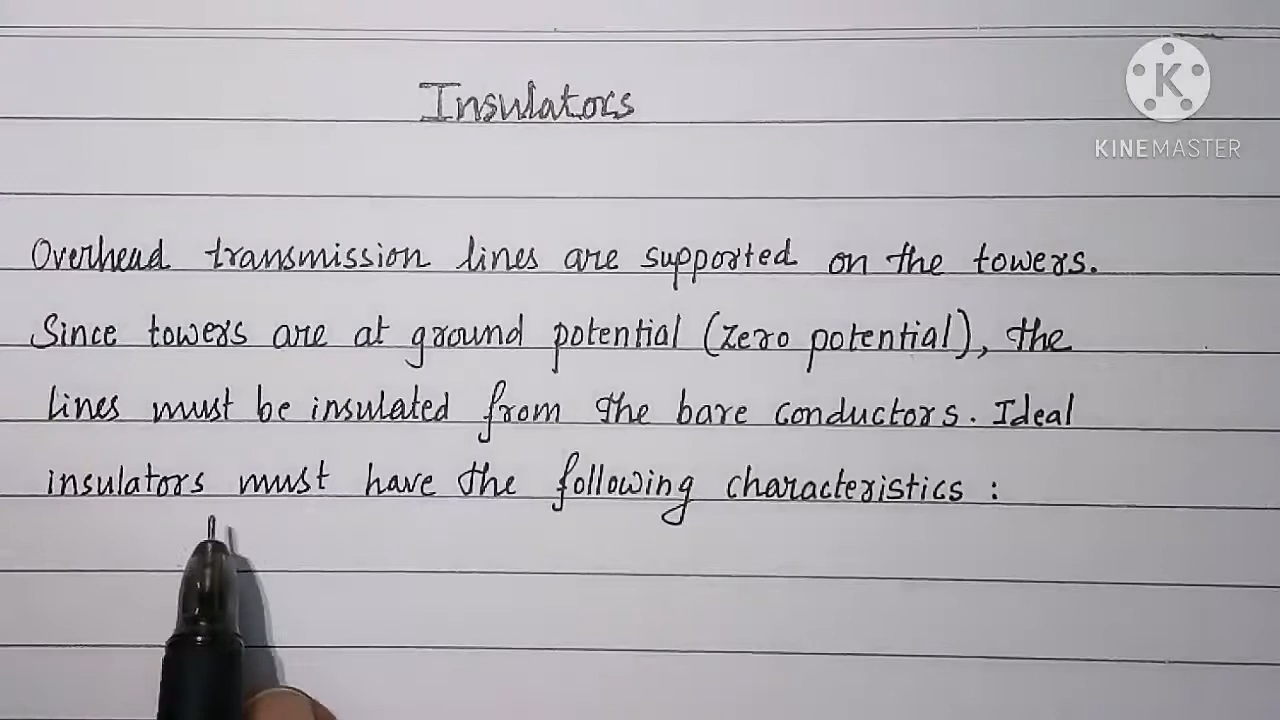 Insulators
K
KINEMASTER
Overhead transmission lines are supported on the towers.
Since towers are at ground potential (zero potential), the
lines must be insulated from the bare conductors. Ideal
insulators must have the following characteristics :